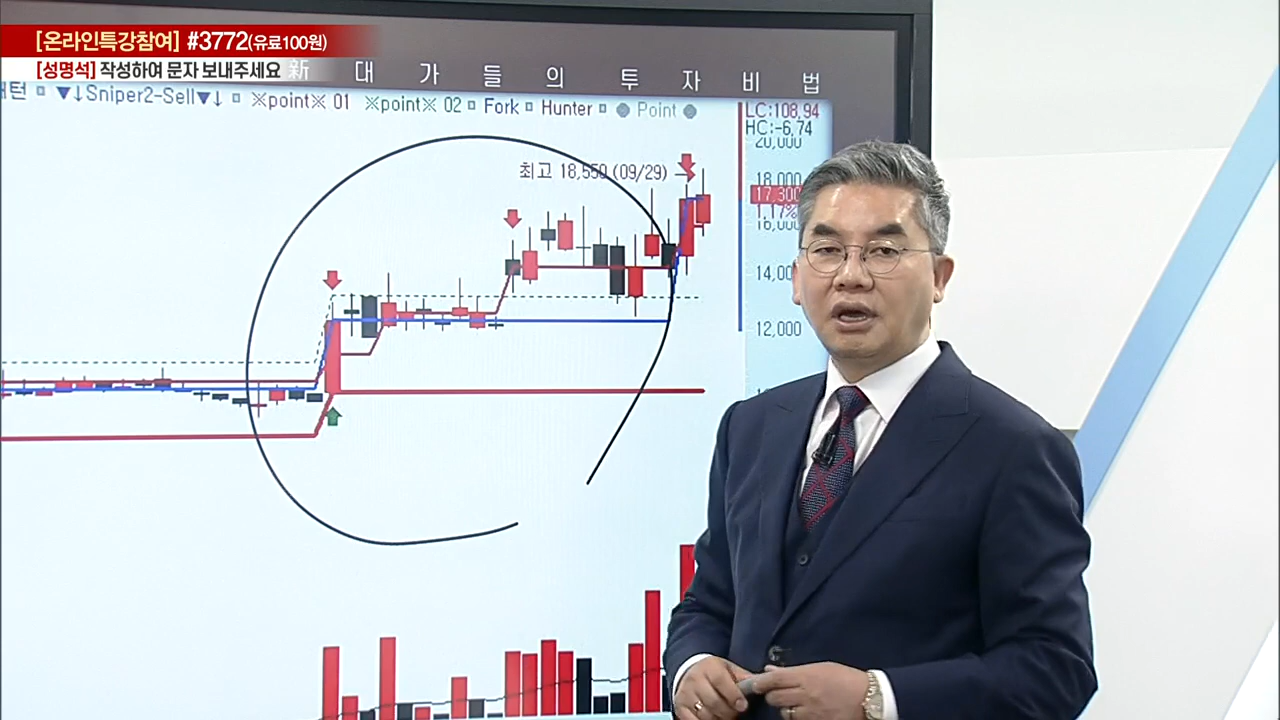 [온라인특강참여] #3772(유료100원)
[성명석] 작성하여 문자 보내주세요
新 대가들의 투자비법
턴 ▼↓Sniper2-Sell▼↓ ※point※ 01 ※point※ 02 Fork Hunter Point
LC:108,94
HC:-6,74
20,000
최고 18,550 (09/29)
18,000
17,300
1.17%
16,000
14,000
12,000